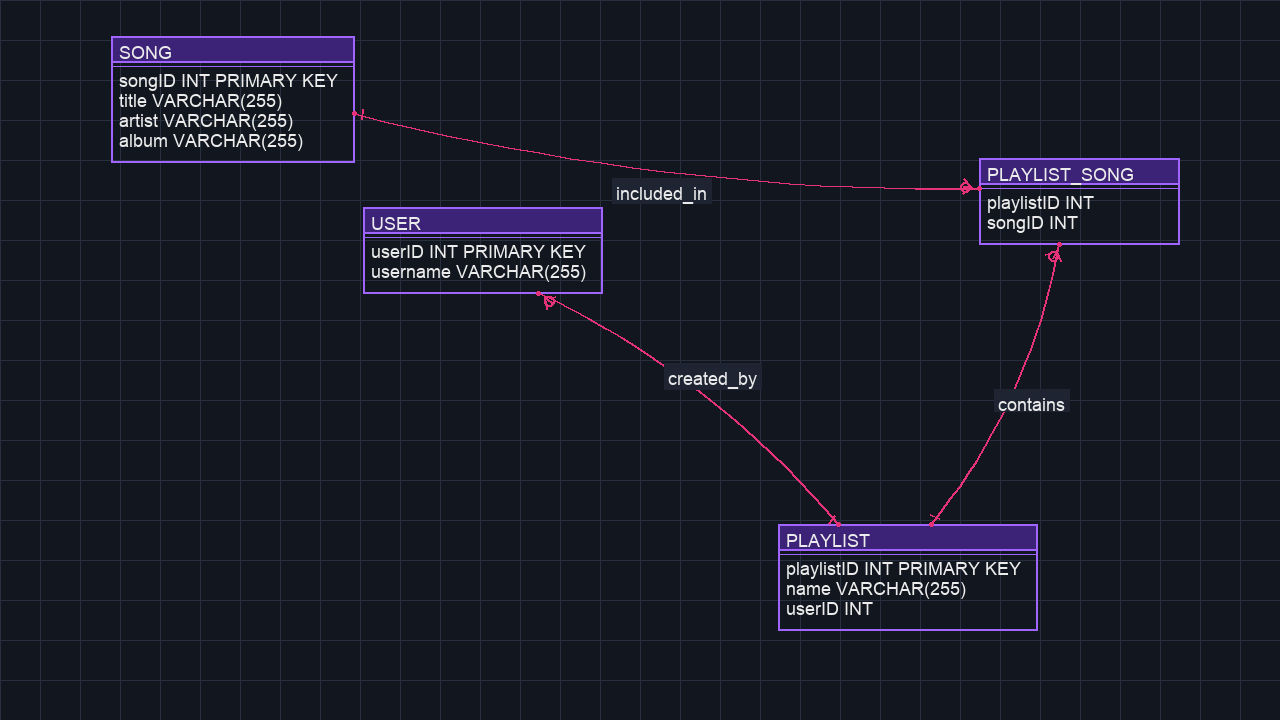 SONG
songID INT PRIMARY KEY
title VARCHAR(255)
artist VARCHAR(255)
album VARCHAR(255)
included_in
PLAYLIST_SONG
playlistID INT
songID INT
USER
userID INT PRIMARY KEY
username VARCHAR(255)
created_by
contains
PLAYLIST
playlistID INT PRIMARY KEY
name VARCHAR(255)
userID INT